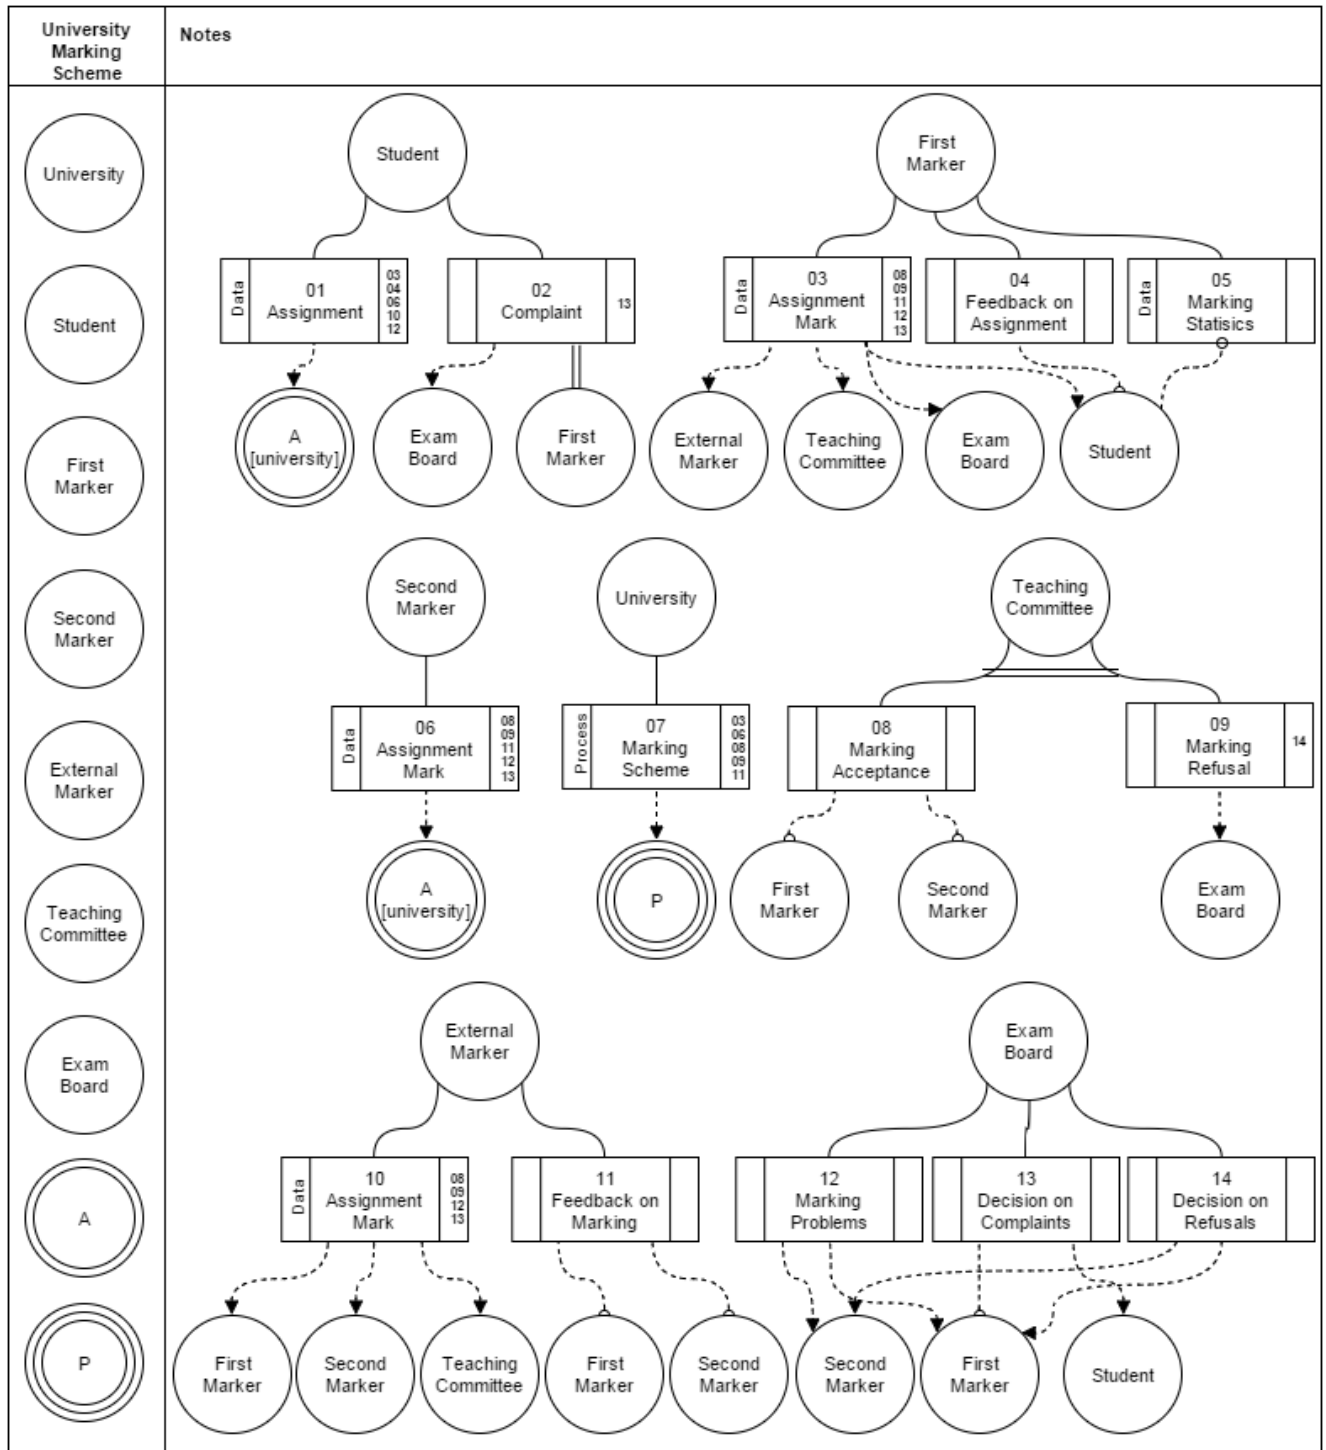 University
Marking
Scheme
Notes
University
Student
First
Marker
Second
Marker
External
Marker
Teaching
Committee
Exam
Board
A
P
Student
First
Marker
Data
01
Assignment
03
04
06
10
12
02
Complaint
13
Data
03
Assignment
Mark
08
09
11
12
13
04
Feedback on
Assignment
Data
05
Marking
Statisics
A
[university]
Exam
Board
First
Marker
External
Marker
Teaching
Committee
Exam
Board
Student
Second
Marker
University
Teaching
Committee
Data
06
Assignment
Mark
08
09
11
12
13
Process
07
Marking
Scheme
03
06
08
09
11
08
Marking
Acceptance
09
Marking
Refusal
14
A
[university]
P
First
Marker
Second
Marker
Exam
Board
External
Marker
Exam
Board
Data
10
Assignment
Mark
08
09
12
13
11
Feedback on
Marking
12
Marking
Problems
13
Decision on
Complaints
14
Decision on
Refusals
First
Marker
Second
Marker
Teaching
Committee
First
Marker
Second
Marker
Second
Marker
First
Marker
Student